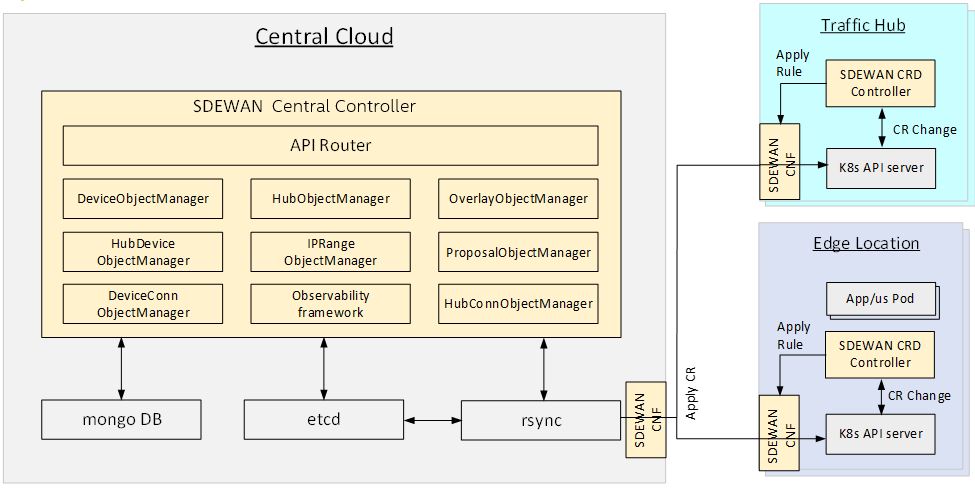 Central Cloud
SDEWAN Central Controller
API Router
DeviceObjectManager
HubObjectManager
OverlayObjectManager
HubDevice
ObjectManager
IPRange
ObjectManager
ProposalObjectManager
DeviceConn
ObjectManager
Observability
framework
HubConnObjectManager
mongo DB
etcd
rsync
SDEWAN
CNF
Apply CR
Traffic Hub
Apply
Rule
SDEWAN CRD
Controller
CR Change
SDEWAN
CNF
K8s API server
Edge Location
App/us Pod
Apply
Rule
SDEWAN CRD
Controller
CR Change
SDEWAN
CNF
K8s API server